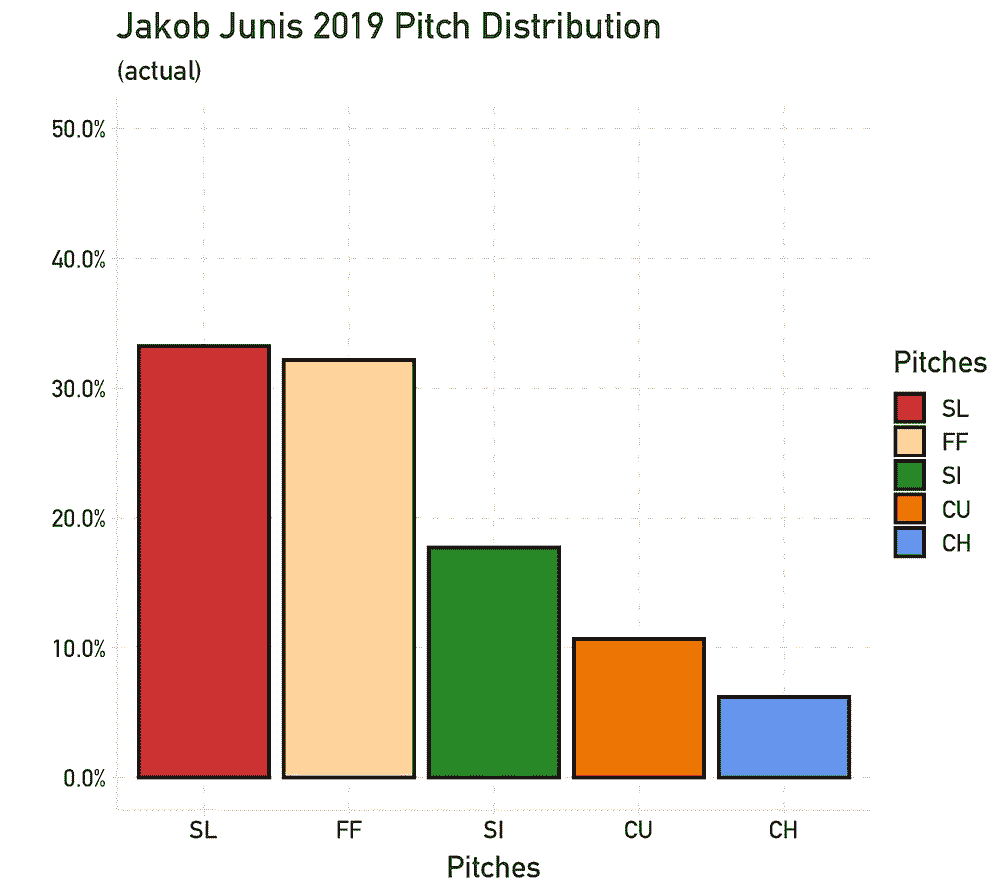 Jakob Junis 2019 Pitch Distribution
(actual)
50.0%
40.0%
30.0%
20.0%
10.0%
0.0%
SL FF SI CU CH
Pitches
Pitches
SL
FF
SI
CU
CH